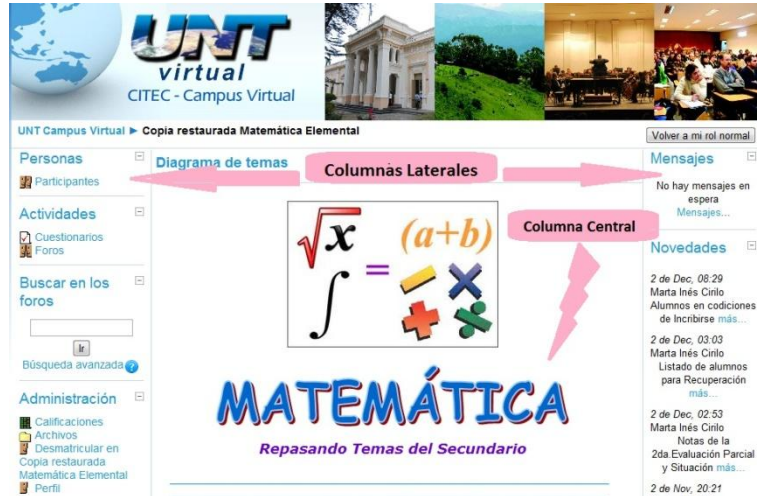 UNT
virtual
CITEC - Campus Virtual
UNT Campus Virtual ► Copia restaurada Matemática Elemental
Volver a mi rol normal
Personas
Participantes
Actividades
Cuestionarios
Foros
Buscar en los
foros
Ir
Búsqueda avanzada
?
Administración
Calificaciones
Archivos
Desmatricular en
Copia restaurada
Matemática Elemental
Perfil
Diagrama de temas
Columnas Laterales
Columna Central
√x (a+b)
∫ = − × + ÷
MATEMÁTICA
Repasando Temas del Secundario
Mensajes
No hay mensajes en
espera
Mensajes...
Novedades
2 de Dec, 08:29
Marta Inés Cirilo
Alumnos en codiciones
de Incribirse más...
2 de Dec, 03:03
Marta Inés Cirilo
Listado de alumnos
para Recuperación
más...
2 de Dec, 02:53
Marta Inés Cirilo
Notas de la
2da.Evaluación Parcial
y Situación más...
2 de Nov, 20:21